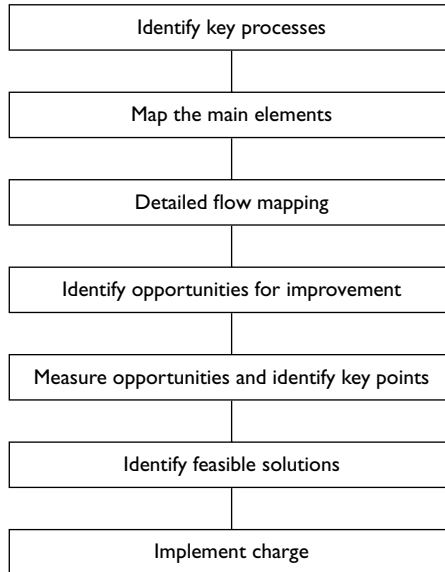 Identify key processes
Map the main elements
Detailed flow mapping
Identify opportunities for improvement
Measure opportunities and identify key points
Identify feasible solutions
Implement charge